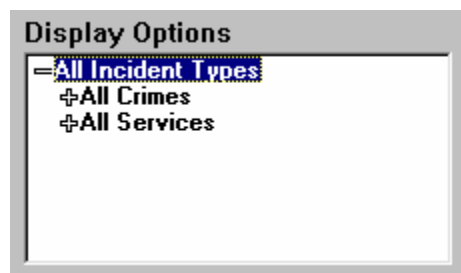 Display Options
All Incident Types
All Crimes
All Services